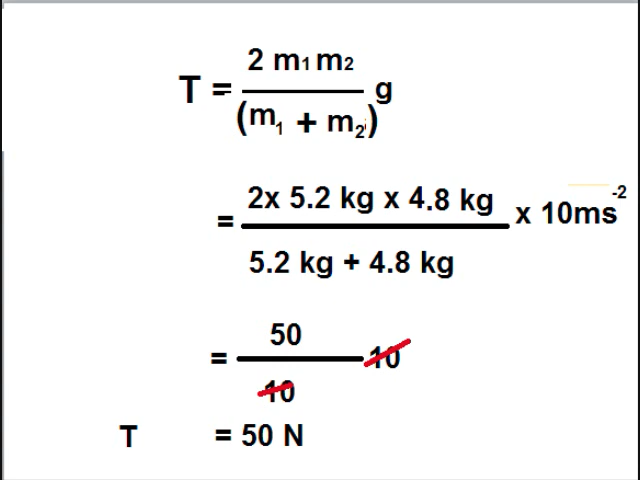 2 m₁ m₂
T = ———— g
(m₁ + m₂)
2x 5.2 kg x 4.8 kg
= ———— x 10ms⁻²
5.2 kg + 4.8 kg
50
= ———— 10
10
T = 50 N